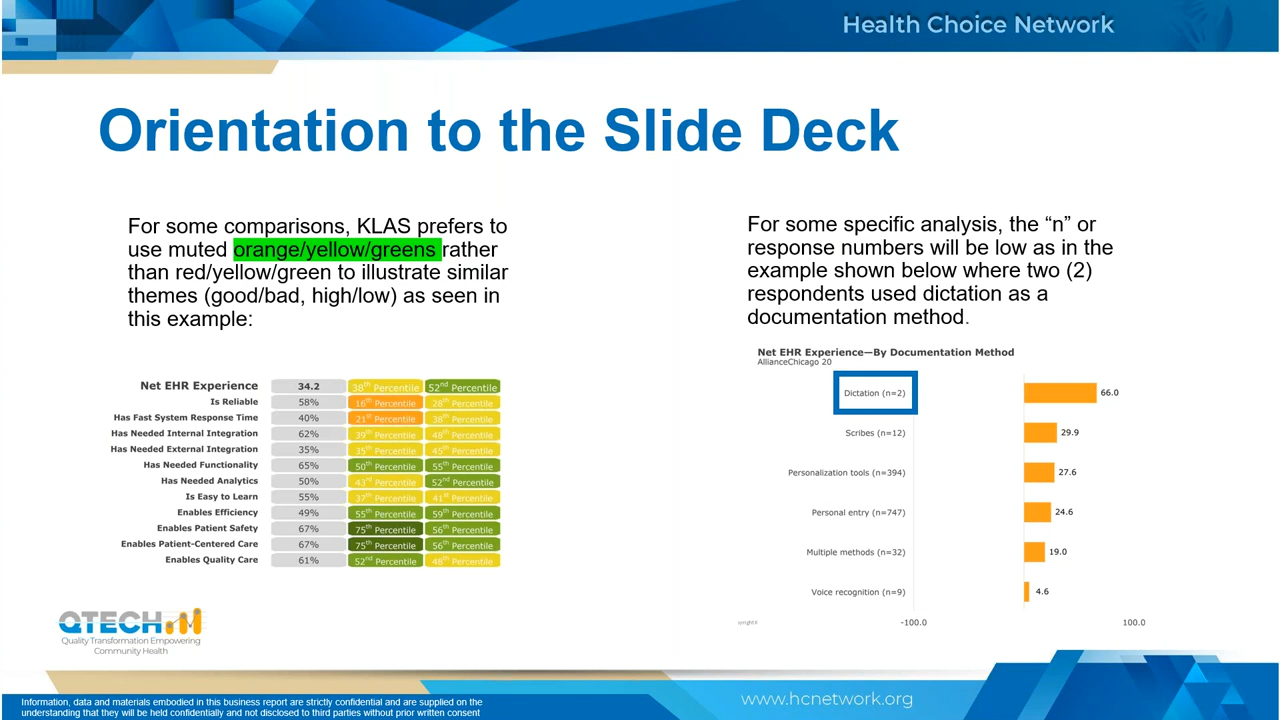 Health Choice Network
Orientation to the Slide Deck
For some comparisons, KLAS prefers to
use muted orange/yellow/greens rather
than red/yellow/green to illustrate similar
themes (good/bad, high/low) as seen in
this example:
Net EHR Experience 34.2 38th Percentile 52nd Percentile
Is Reliable 58% 16th Percentile 28th Percentile
Has Fast System Response Time 40% 21st Percentile 38th Percentile
Has Needed Internal Integration 62% 39th Percentile 48th Percentile
Has Needed External Integration 35% 35th Percentile 45th Percentile
Has Needed Functionality 65% 50th Percentile 55th Percentile
Has Needed Analytics 50% 43rd Percentile 52nd Percentile
Is Easy to Learn 55% 37th Percentile 41st Percentile
Enables Efficiency 49% 55th Percentile 59th Percentile
Enables Patient Safety 67% 75th Percentile 56th Percentile
Enables Patient-Centered Care 67% 75th Percentile 56th Percentile
Enables Quality Care 61% 52nd Percentile 48th Percentile
For some specific analysis, the “n” or
response numbers will be low as in the
example shown below where two (2)
respondents used dictation as a
documentation method.
Net EHR Experience—By Documentation Method
AllianceChicago 20
Dictation (n=2) 66.0
Scribes (n=12) 29.9
Personalization tools (n=394) 27.6
Personal entry (n=747) 24.6
Multiple methods (n=32) 19.0
Voice recognition (n=9) 4.6
-100.0 100.0
QTECH
Quality Transformation Empowering
Community Health
Information, data and materials embodied in this business report are strictly confidential and are supplied on the
understanding that they will be held confidentially and not disclosed to third parties without prior written consent
www.hcnetwork.org